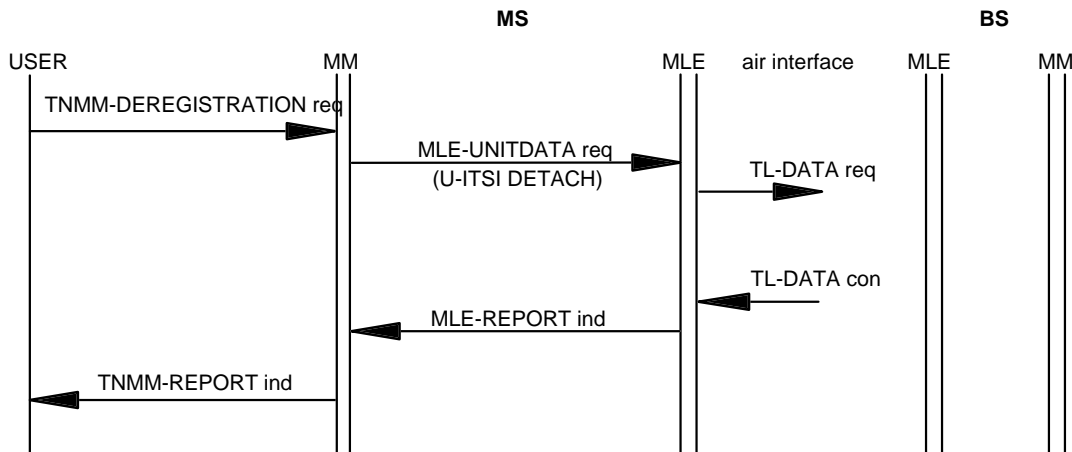 MS
BS
USER
MM
MLE
air interface
MLE
MM
TNMM-DEREGISTRATION req
MLE-UNITDATA req
(U-ITSI DETACH)
TL-DATA req
TL-DATA con
MLE-REPORT ind
TNMM-REPORT ind